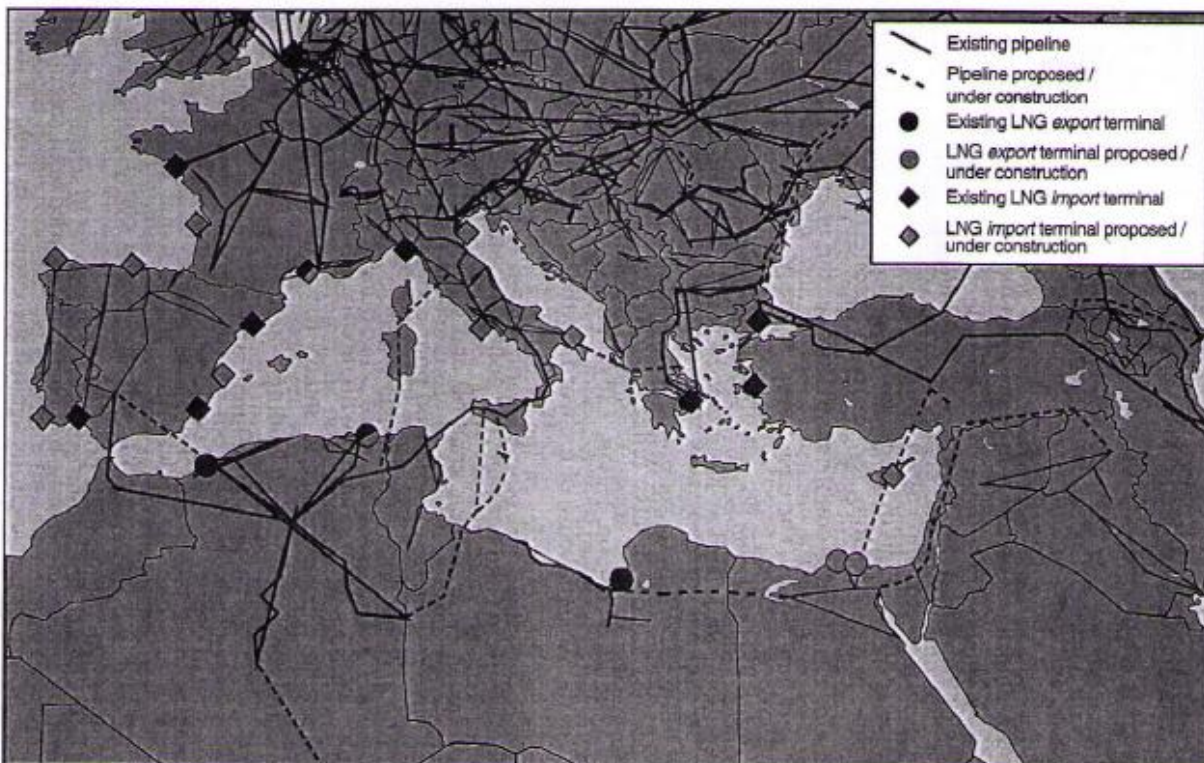 Existing pipeline
Pipeline proposed /
under construction
Existing LNG export terminal
LNG export terminal proposed /
under construction
Existing LNG import terminal
LNG import terminal proposed /
under construction